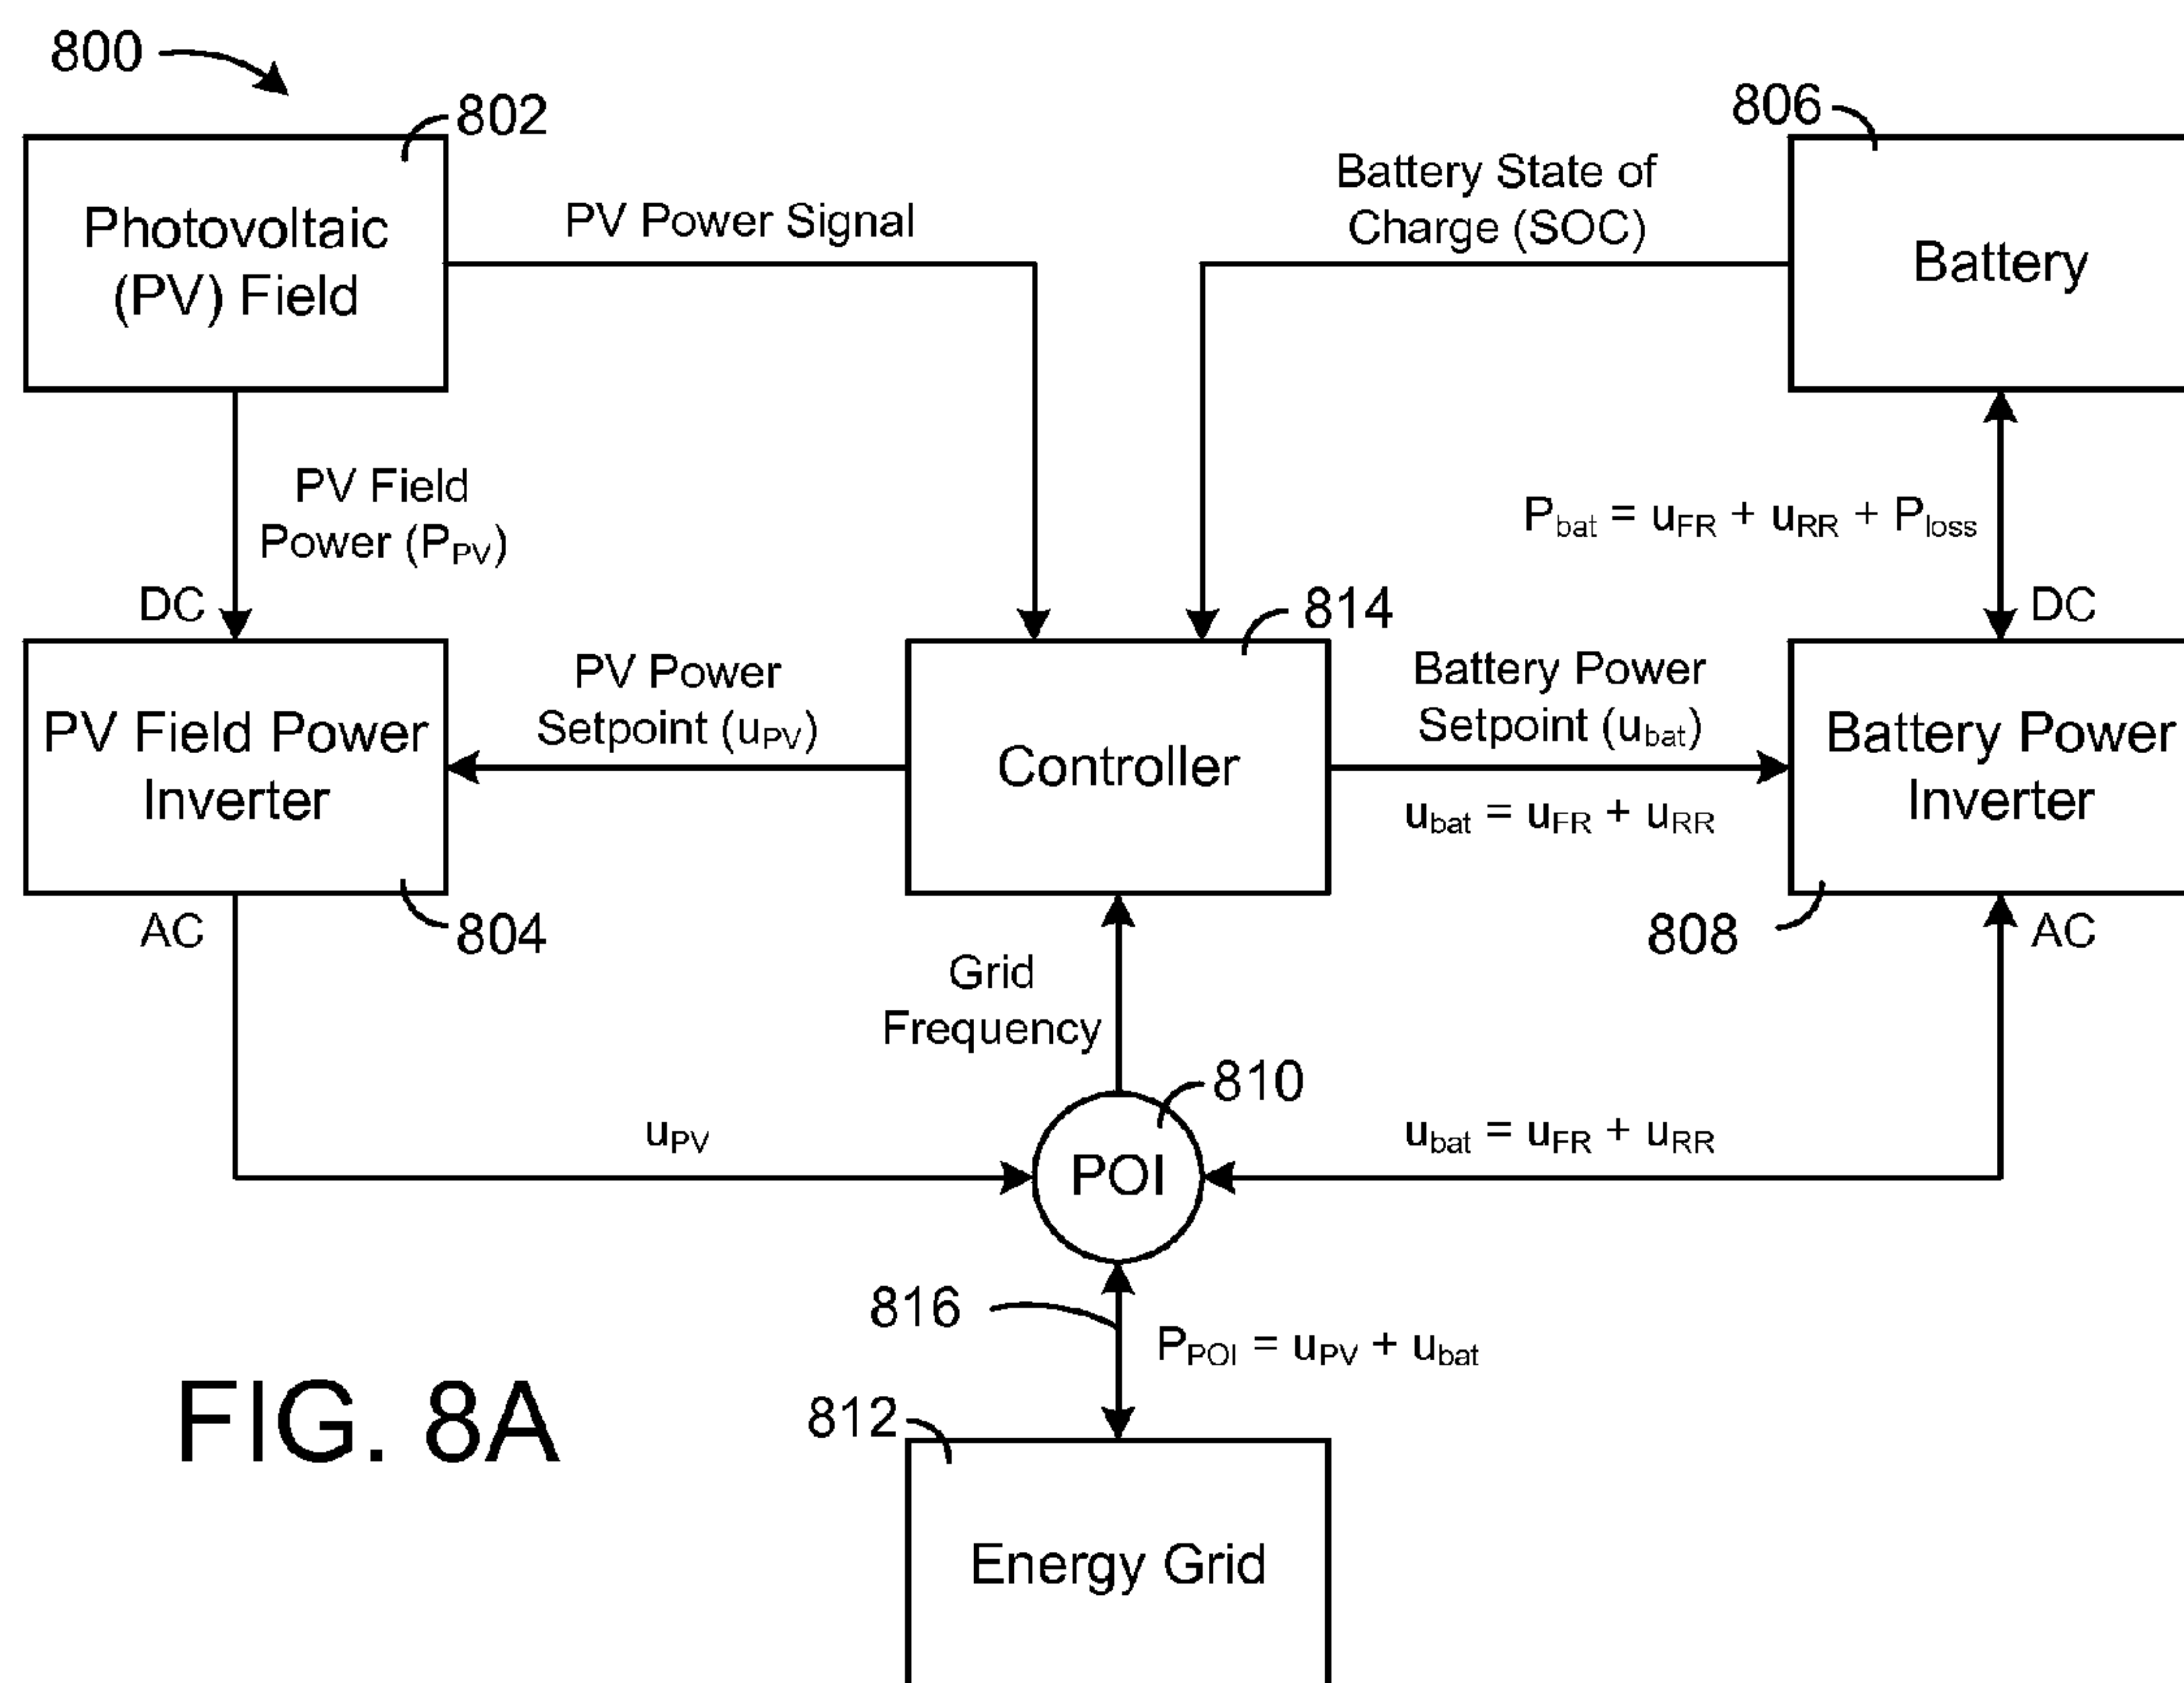 800
802
806
Photovoltaic
(PV) Field
PV Power Signal
Battery State of
Charge (SOC)
Battery
PV Field
Power (PPV)
Pbat = uFR + uRR + Ploss
DC
DC
814
PV Field Power
Inverter
PV Power
Setpoint (uPV)
Controller
Battery Power
Setpoint (ubat)
ubat = uFR + uRR
Battery Power
Inverter
AC
804
808
AC
Grid
Frequency
810
uPV
POI
ubat = uFR + uRR
816
PPOI = uPV + ubat
FIG. 8A
812
Energy Grid